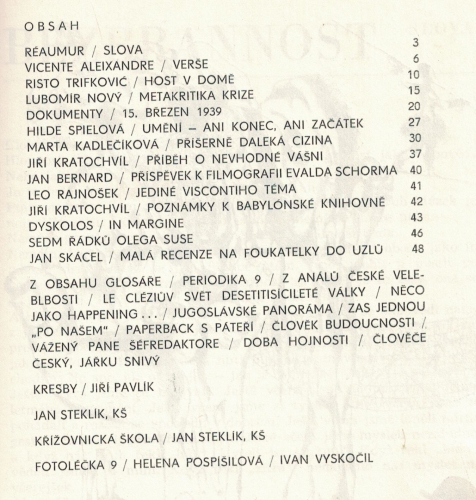 OBSAH
RÉAUMUR / SLOVA 3
VICENTE ALEIXANDRE / VERŠE 6
RISTO TRIFKOVIĆ / HOST V DOMĚ 10
LUBOMÍR NOVÝ / METAKRITIKA KRIZE 15
DOKUMENTY / 15. BŘEZEN 1939 20
HILDE SPIELOVÁ / UMĚNÍ – ANI KONEC, ANI ZAČÁTEK 27
MARTA KADLEČÍKOVÁ / PŘÍŠERNĚ DALEKÁ CIZINA 30
JIŘÍ KRATOCHVIL / PŘÍBĚH O NEVHODNÉ VÁŠNI 37
JAN BERNARD / PŘÍSPĚVEK K FILMOGRAFII EVALDA SCHORMA 40
LEO RAJNOŠEK / JEDINÉ VISCONTIHO TÉMA 41
JIŘÍ KRATOCHVIL / POZNÁMKY K BABYLÓNSKÉ KNIHOVNĚ 42
DYSKOLOS / IN MARGINE 43
SEDM ŘÁDKŮ OLEGA SUSE 46
JAN SKÁCEL / MALÁ RECENZE NA FOUKATELKY DO UZLŮ 48
Z OBSAHU GLOSÁŘE / PERIODIKA 9 / Z ANÁLŮ ČESKÉ VELE-
BLBOSTI / LE CLÉZIŮV SVĚT DESETITISÍCILETÉ VÁLKY / NĚCO
JAKO HAPPENING... / JUGOSLÁVSKÉ PANORÁMA / ZAS JEDNOU
„PO NAŠEM" / PAPERBACK S PÁTEŘÍ / ČLOVĚK BUDOUCNOSTI /
VÁŽENÝ PANE ŠÉFREDAKTORE / DOBA HOJNOSTI / ČLOVĚČE
ČESKÝ, JÁRKU SNIVÝ
KRESBY / JIŘÍ PAVLÍK
JAN STEKLÍK, KŠ
KŘIŽOVNICKÁ ŠKOLA / JAN STEKLÍK, KŠ
FOTOLÉČKA 9 / HELENA POSPÍŠILOVÁ / IVAN VYSKOČIL